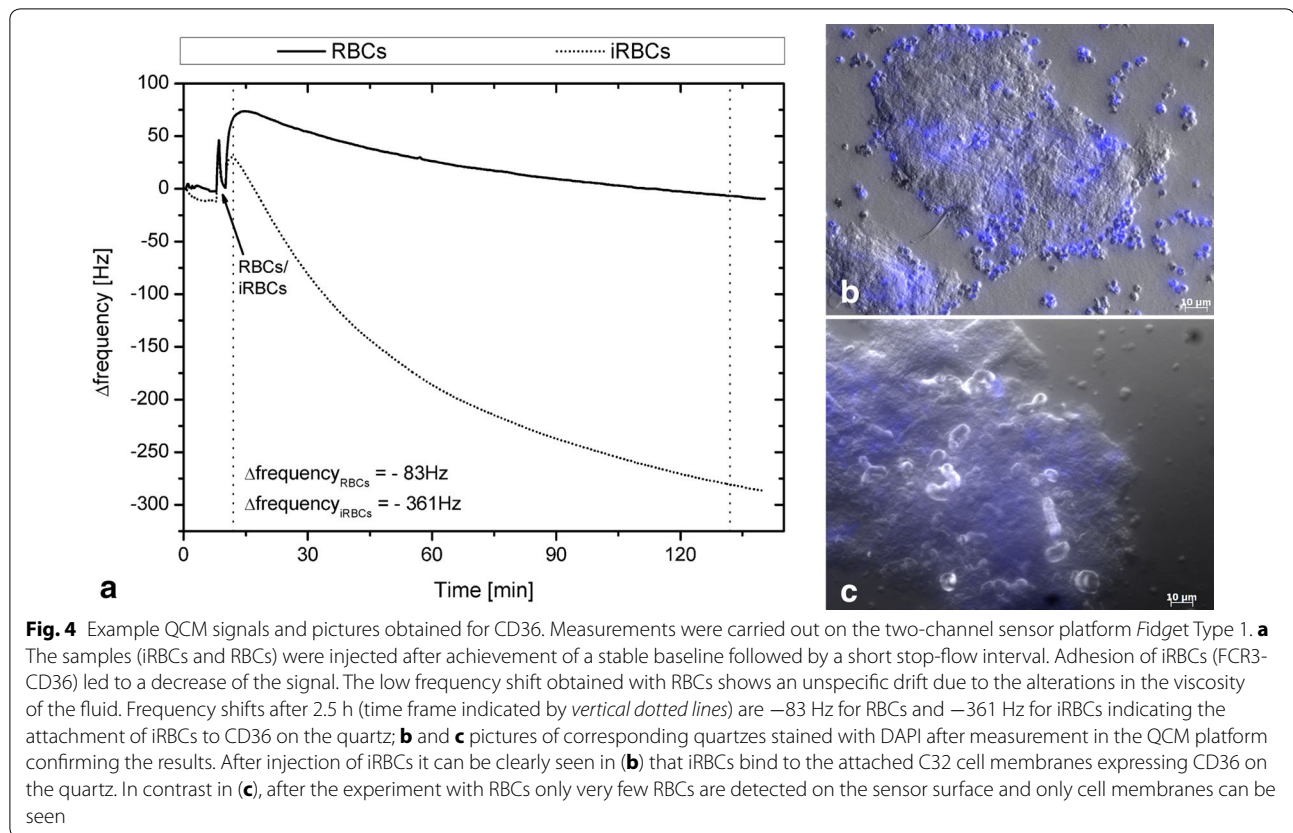 RBCs iRBCs
100
50
0
-50
-100
-150
-200
-250
-300
Δfrequency [Hz]
RBCs/
iRBCs
ΔfrequencyRBCs = - 83Hz
ΔfrequencyiRBCs = - 361Hz
0 30 60 90 120
Time [min]
a
b
10 µm
c
10 µm
Fig. 4 Example QCM signals and pictures obtained for CD36. Measurements were carried out on the two-channel sensor platform Fidget Type 1. a
The samples (iRBCs and RBCs) were injected after achievement of a stable baseline followed by a short stop-flow interval. Adhesion of iRBCs (FCR3-
CD36) led to a decrease of the signal. The low frequency shift obtained with RBCs shows an unspecific drift due to the alterations in the viscosity
of the fluid. Frequency shifts after 2.5 h (time frame indicated by vertical dotted lines) are −83 Hz for RBCs and −361 Hz for iRBCs indicating the
attachment of iRBCs to CD36 on the quartz; b and c pictures of corresponding quartzes stained with DAPI after measurement in the QCM platform
confirming the results. After injection of iRBCs it can be clearly seen in (b) that iRBCs bind to the attached C32 cell membranes expressing CD36 on
the quartz. In contrast in (c), after the experiment with RBCs only very few RBCs are detected on the sensor surface and only cell membranes can be
seen